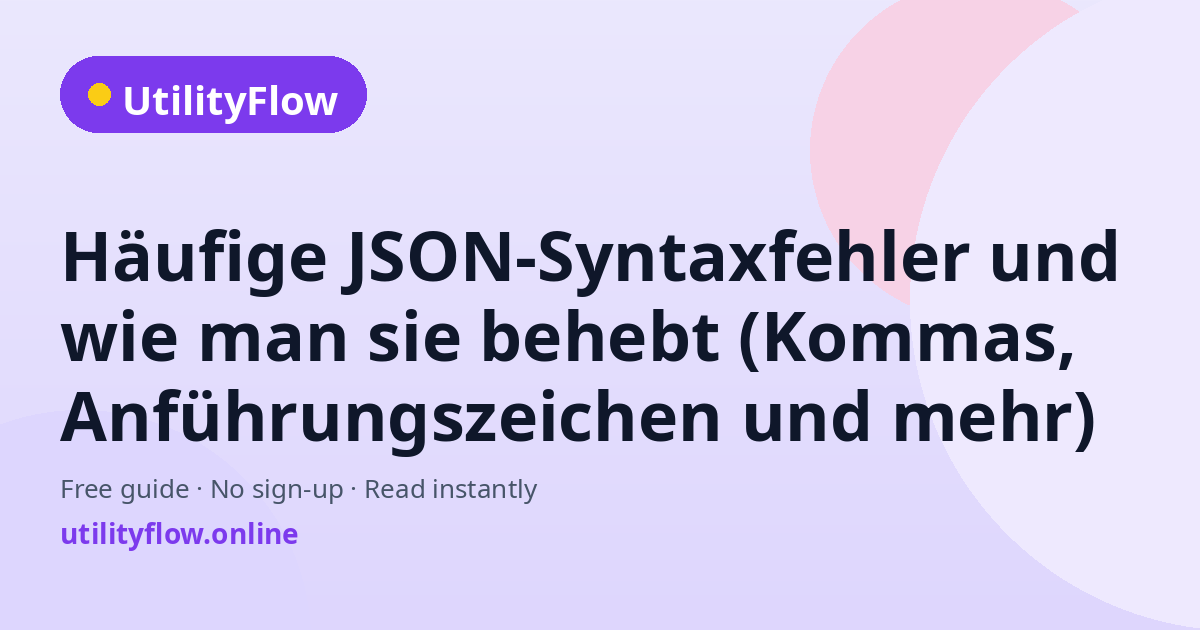 UtilityFlow
Häufige JSON-Syntaxfehler und
wie man sie behebt (Kommas,
Anführungszeichen und mehr)
Free guide · No sign-up · Read instantly
utilityflow.online